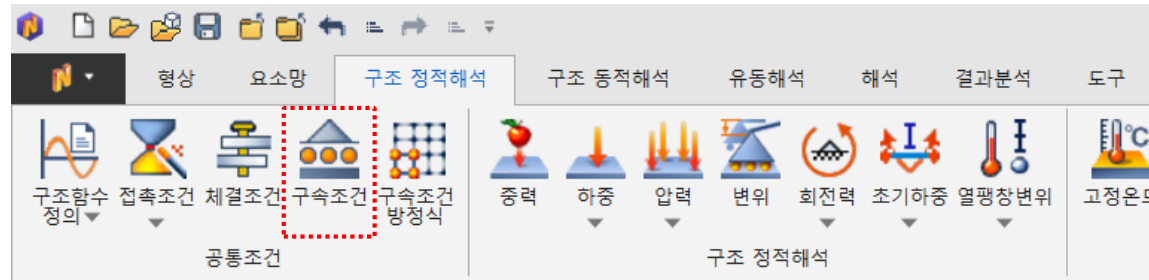 형상 요소망 구조 정적해석 구조 동적해석 유동해석 해석 결과분석 도구
구조함수 정의 접촉조건 체결조건 구속조건 구속조건 방정식 중력 하중 압력 변위 회전력 초기하중 열팽창변위 고정온도
공통조건 구조 정적해석